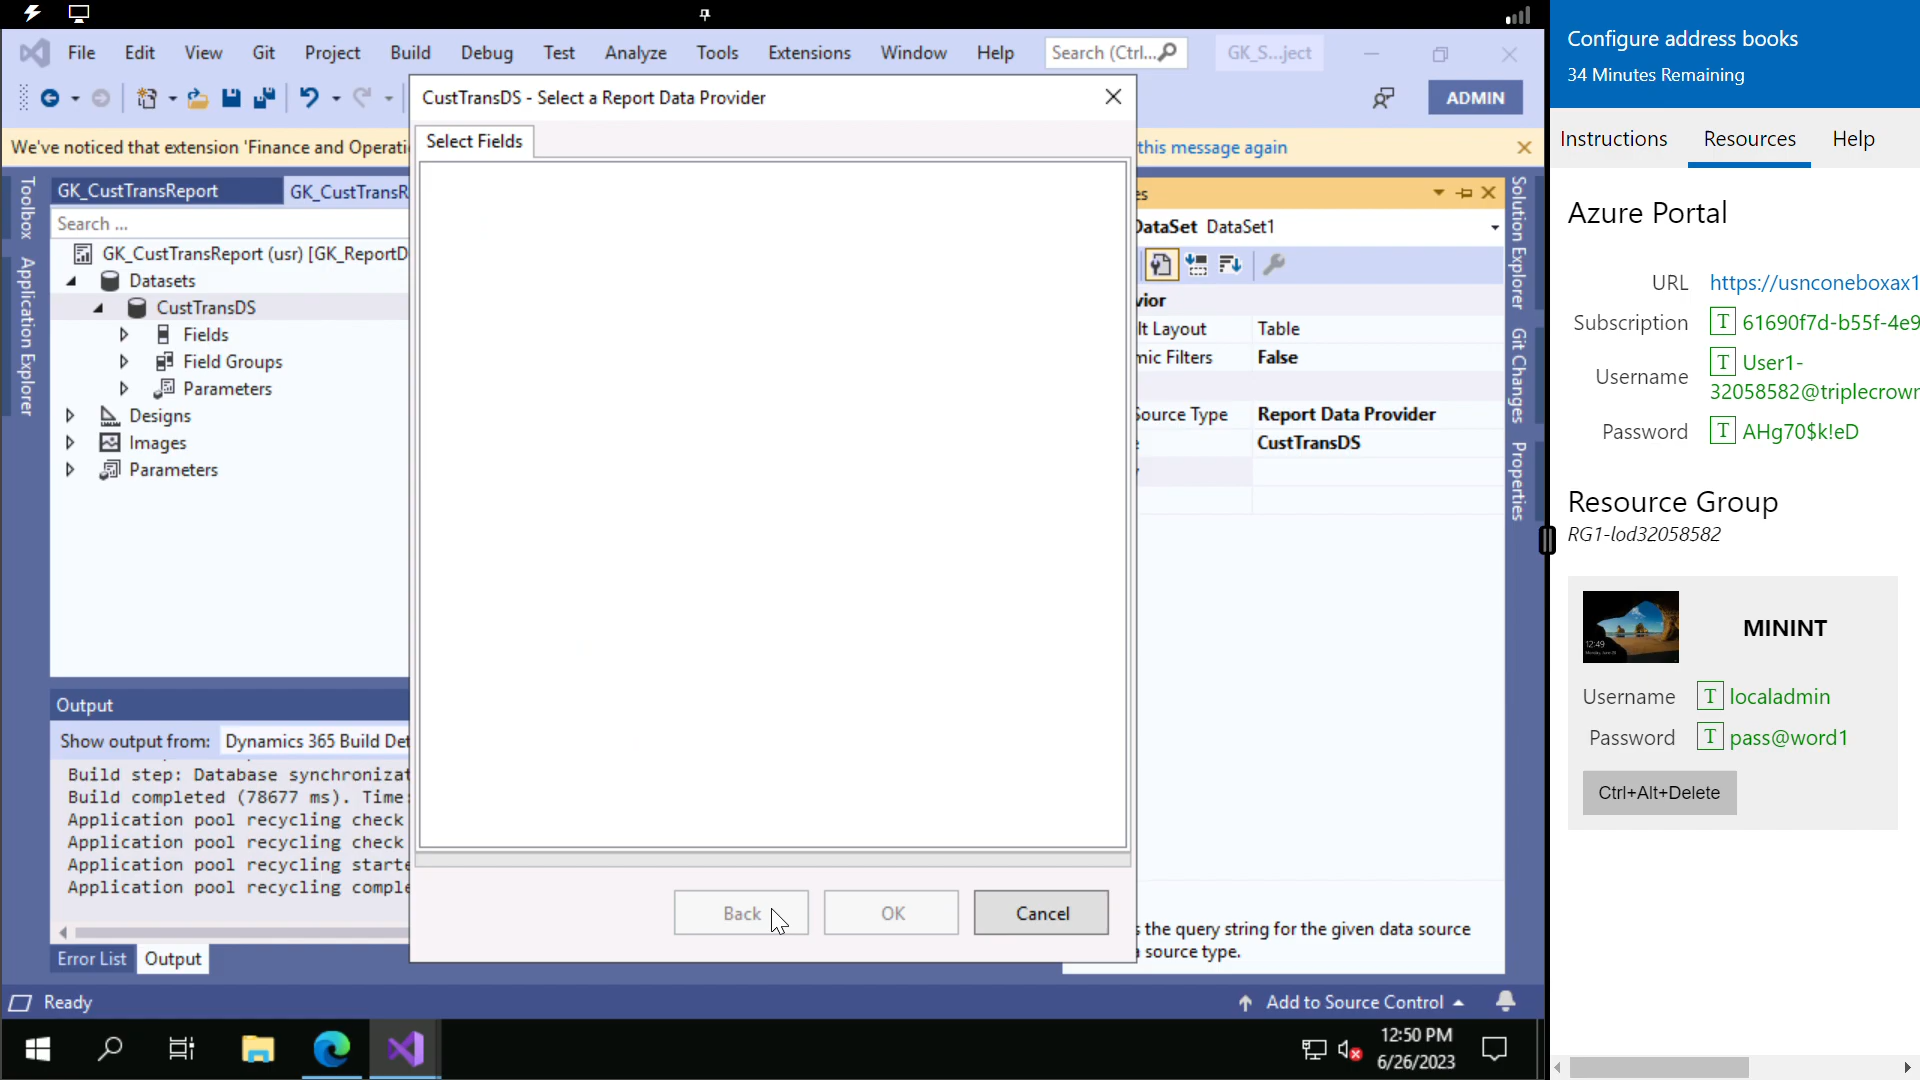 File Edit View Git Project Build Debug Test Analyze Tools Extensions Window Help Search (Ctrl... GK_S...ject
ADMIN
We've noticed that extension 'Finance and Operati
this message again
CustTransDS - Select a Report Data Provider
Select Fields
Back OK Cancel
Toolbox
Application Explorer
GK_CustTransReport GK_CustTransR
Search ...
GK_CustTransReport (usr) [GK_ReportD
Datasets
CustTransDS
Fields
Field Groups
Parameters
Designs
Images
Parameters
Output
Show output from: Dynamics 365 Build Det
Build step: Database synchronizat
Build completed (78677 ms). Time:
Application pool recycling check
Application pool recycling check
Application pool recycling starte
Application pool recycling comple
Error List Output
es
DataSet DataSet1
vior
lt Layout Table
mic Filters False
Source Type Report Data Provider
e CustTransDS
s the query string for the given data source
source type.
Solution Explorer
Git Changes
Properties
Ready
Add to Source Control
12:50 PM
6/26/2023
Configure address books
34 Minutes Remaining
Instructions Resources Help
Azure Portal
URL https://usnconeboxax1
Subscription T 61690f7d-b55f-4e9
Username T User1-
32058582@triplecrown
Password T AHg70$k!eD
Resource Group
RG1-lod32058582
12:49
MININT
Username T localadmin
Password T pass@word1
Ctrl+Alt+Delete